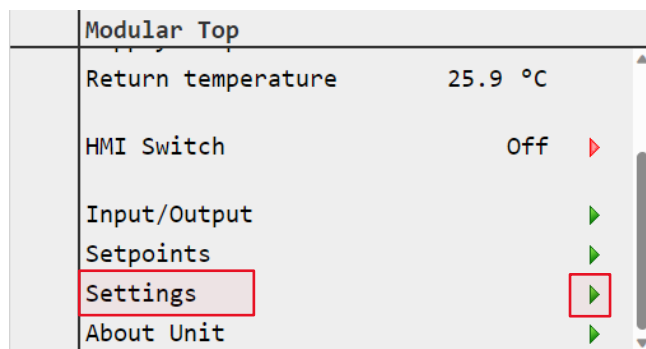 Modular Top
Return temperature 25.9 °C
HMI Switch Off
Input/Output
Setpoints
Settings
About Unit